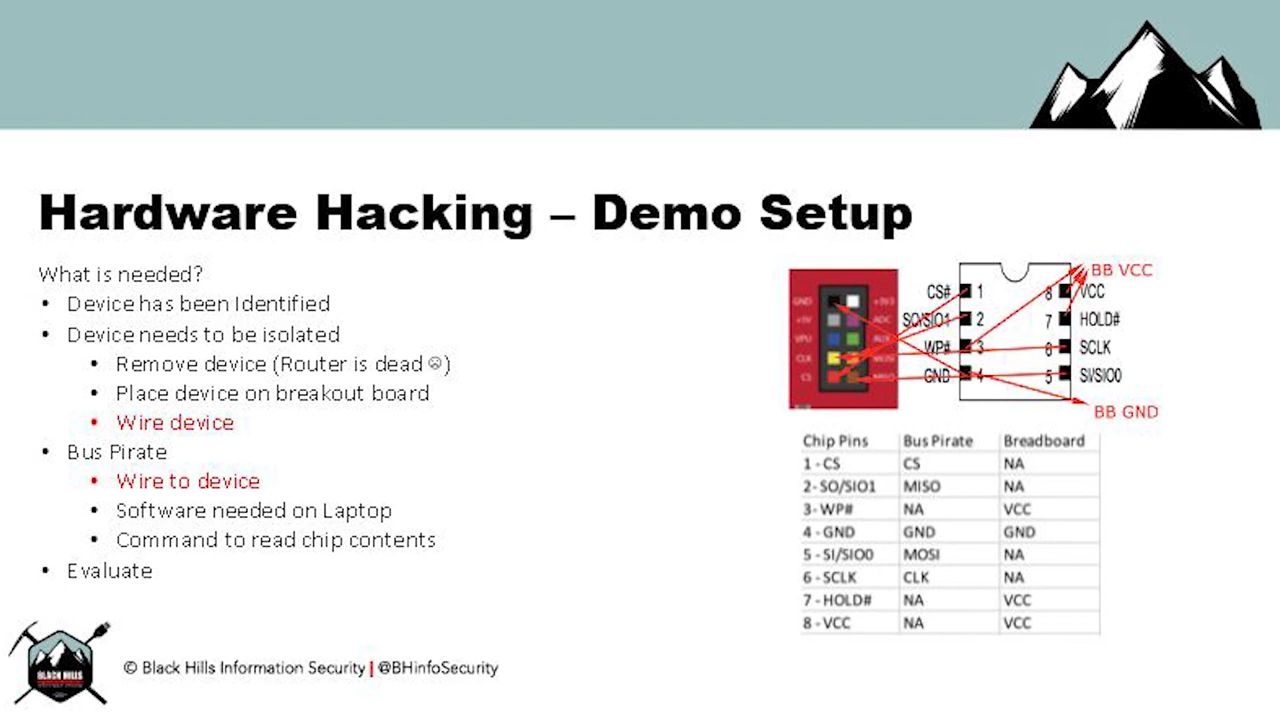 Hardware Hacking – Demo Setup
What is needed?
• Device has been Identified
• Device needs to be isolated
• Remove device (Router is dead ☹)
• Place device on breakout board
• Wire device
• Bus Pirate
• Wire to device
• Software needed on Laptop
• Command to read chip contents
• Evaluate
GND +3V3
+5V ADC
VPU AUX
CLK MOSI
CS MISO
BB VCC
CS# 1 8 VCC
SO/SIO1 2 7 HOLD#
WP# 3 6 SCLK
GND 4 5 SI/SIO0
BB GND
Chip Pins Bus Pirate Breadboard
1 - CS CS NA
2 - SO/SIO1 MISO NA
3 - WP# NA VCC
4 - GND GND GND
5 - SI/SIO0 MOSI NA
6 - SCLK CLK NA
7 - HOLD# NA VCC
8 - VCC NA VCC
BLACK HILLS
© Black Hills Information Security | @BHInfoSecurity